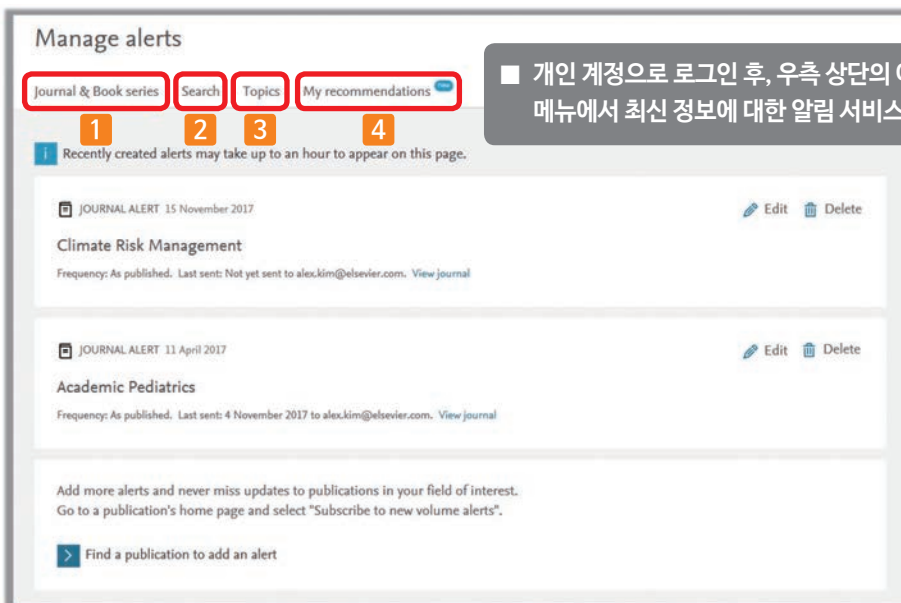 Manage alerts
Journal & Book series Search Topics My recommendations new
1 2 3 4
■ 개인 계정으로 로그인 후, 우측 상단의
메뉴에서 최신 정보에 대한 알림 서비스
i Recently created alerts may take up to an hour to appear on this page.
JOURNAL ALERT 15 November 2017 Edit Delete
Climate Risk Management
Frequency: As published. Last sent: Not yet sent to alex.kim@elsevier.com. View journal
JOURNAL ALERT 11 April 2017 Edit Delete
Academic Pediatrics
Frequency: As published. Last sent: 4 November 2017 to alex.kim@elsevier.com. View journal
Add more alerts and never miss updates to publications in your field of interest.
Go to a publication's home page and select "Subscribe to new volume alerts".
> Find a publication to add an alert